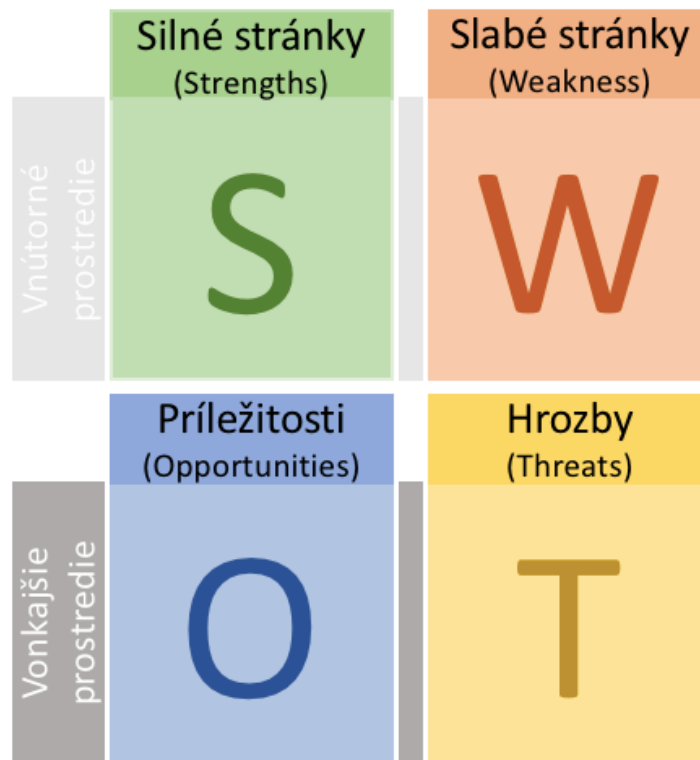 Silné stránky
(Strengths)
Slabé stránky
(Weakness)
Vnútorné
prostredie
S
W
Príležitosti
(Opportunities)
Hrozby
(Threats)
Vonkajšie
prostredie
O
T